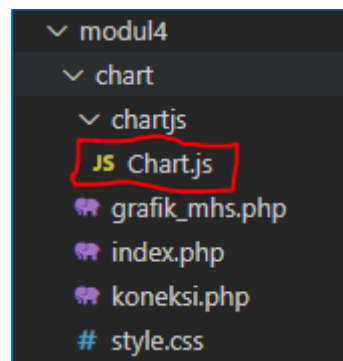 modul4
chart
chartjs
JS Chart.js
grafik_mhs.php
index.php
koneksi.php
# style.css